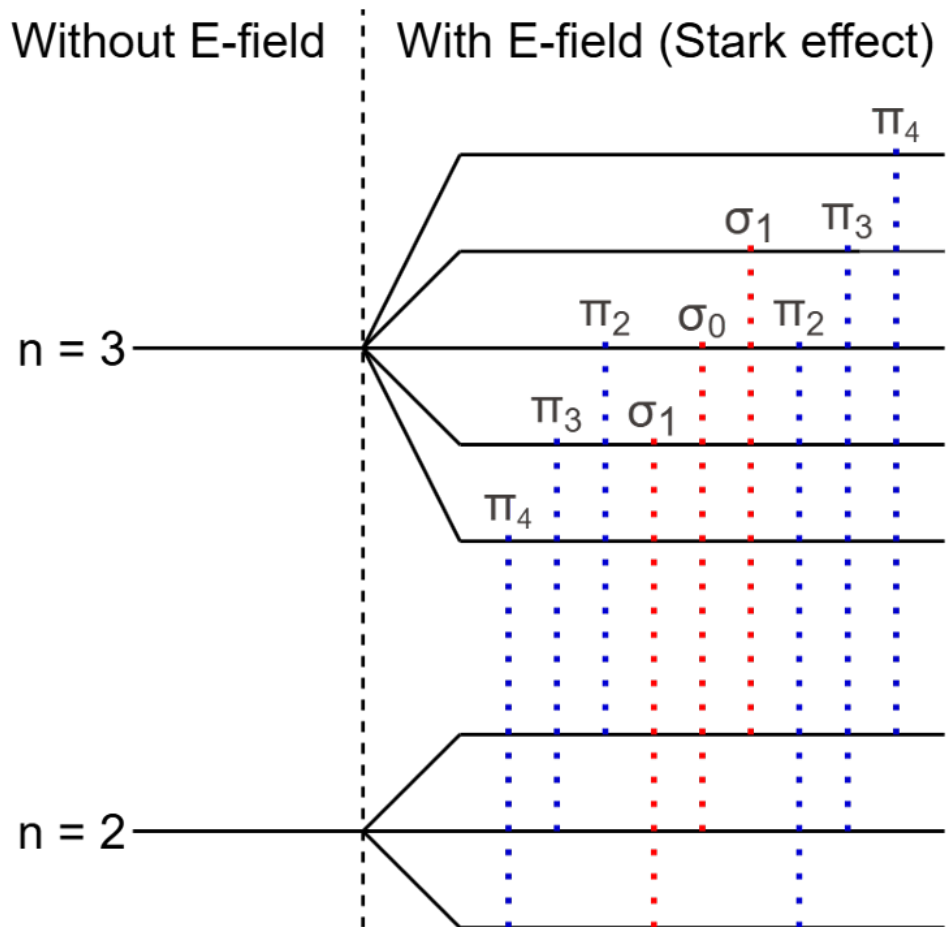 Without E-field
With E-field (Stark effect)
π₄
σ₁
π₃
π₂
σ₀
π₂
n = 3
π₃
σ₁
π₄
n = 2